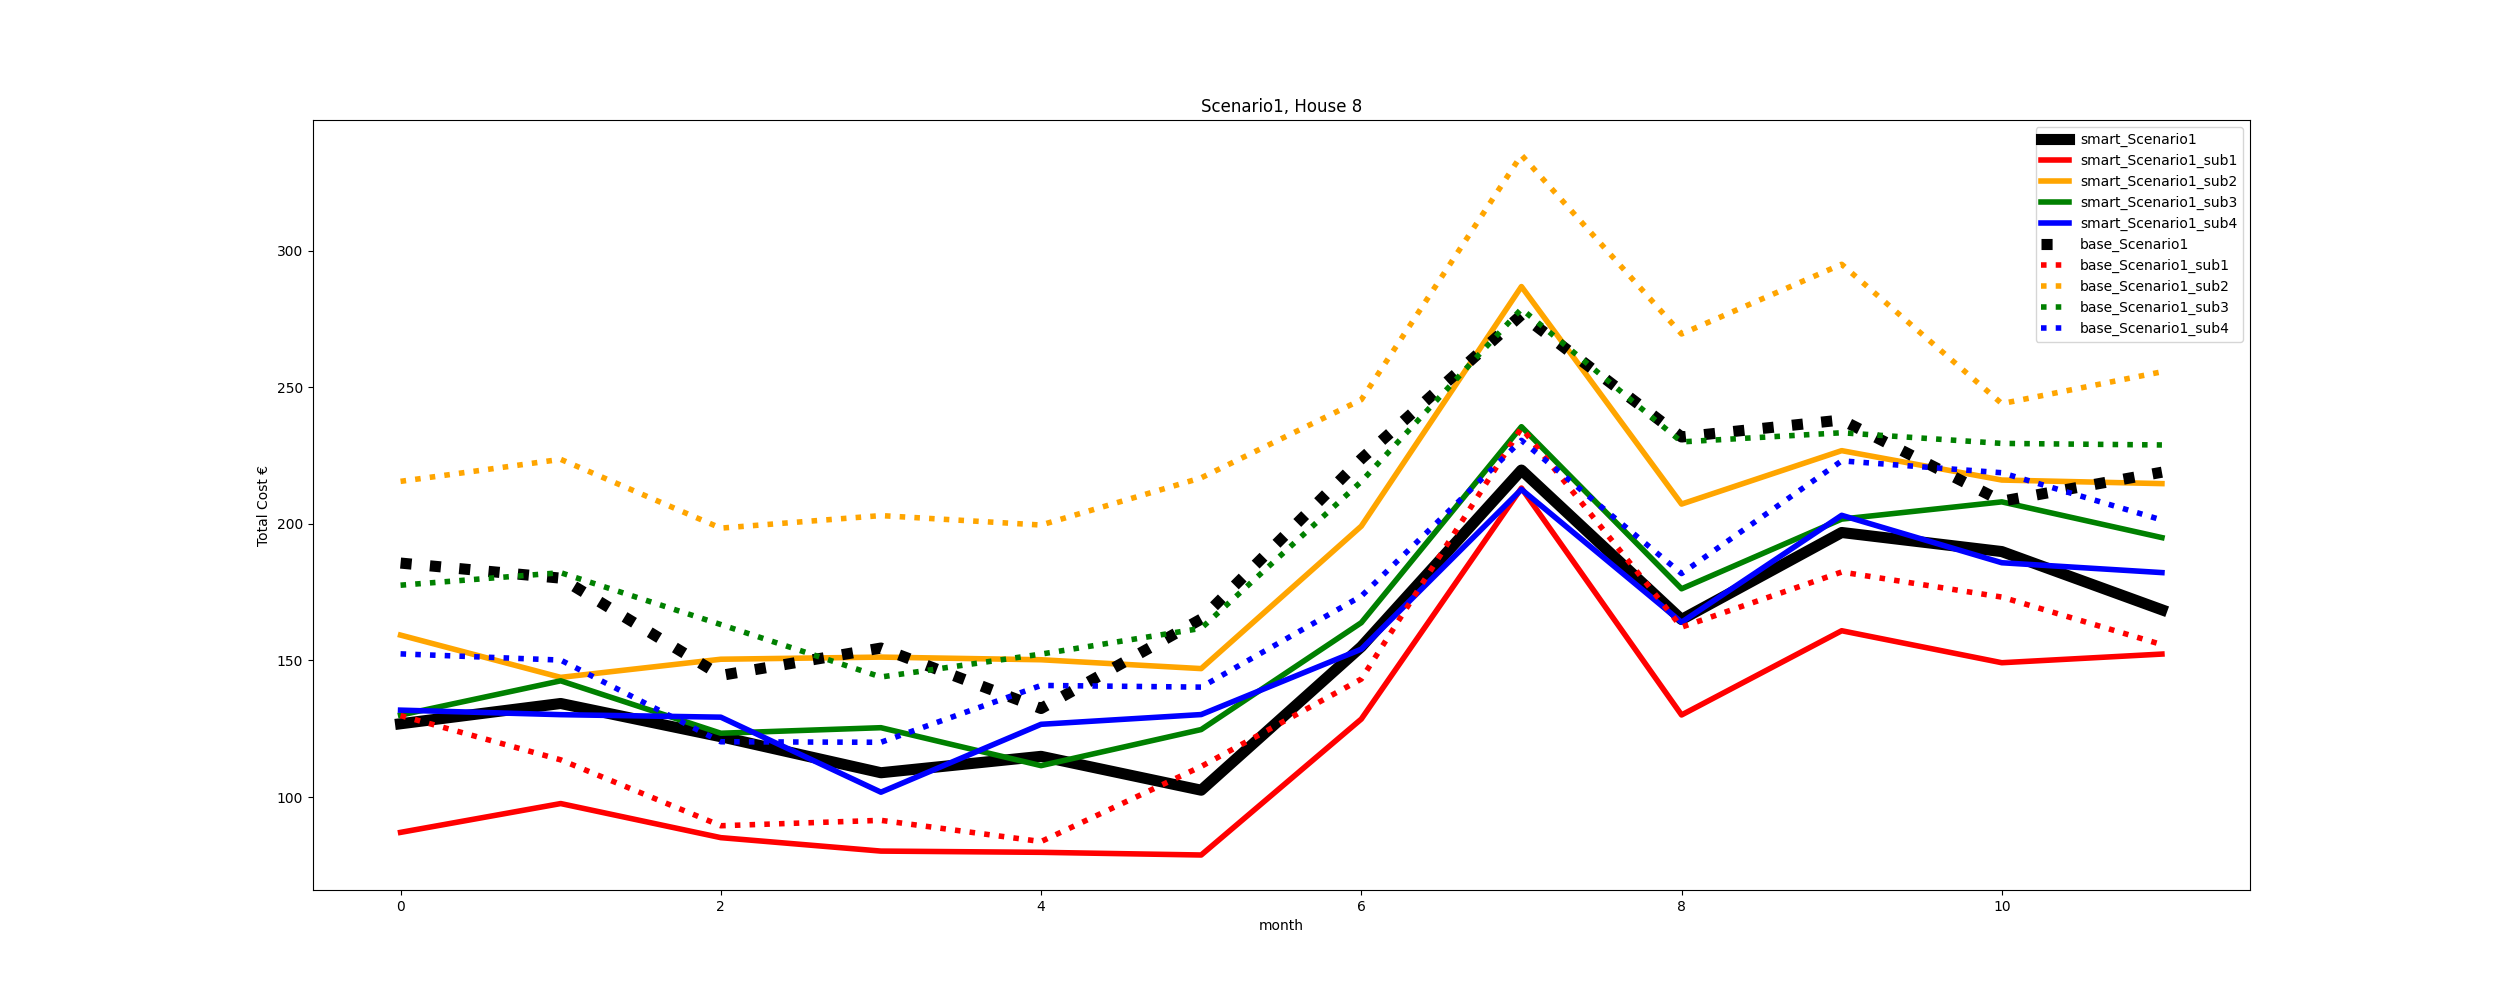 Scenario1, House 8
smart_Scenario1
smart_Scenario1_sub1
smart_Scenario1_sub2
smart_Scenario1_sub3
smart_Scenario1_sub4
base_Scenario1
base_Scenario1_sub1
base_Scenario1_sub2
base_Scenario1_sub3
base_Scenario1_sub4
Total Cost €
300
250
200
150
100
0 2 4 6 8 10
month